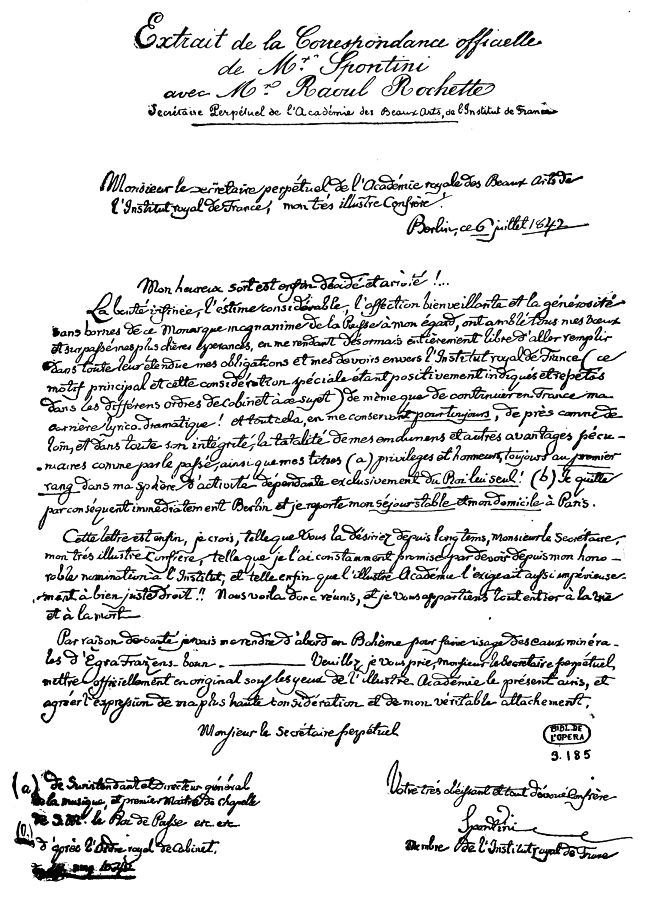 Extrait de la Correspondance officielle
de Mr. Spontini
avec Mr. Raoul Rochette
Secrétaire Perpétuel de l'Académie des Beaux Arts, de l'Institut de France
Monsieur le secrétaire perpétuel de l'Académie royale des Beaux Arts de
l'Institut royal de France, mon très illustre Confrère!
Berlin, ce 6 juillet 1842
Mon heureux sort est enfin décidé et arrivé !...
La bonté infinie, l'estime considérable, l'affection bienveillante et la générosité
sans bornes de ce Monarque magnanime de la Prusse à mon égard, ont comblé tous mes vœux
et surpassé mes plus chères espérances, en me rendant désormais entièrement libre d'aller remplir
dans toute leur étendue mes obligations et mes devoirs envers l'Institut royal de France (ce
motif principal et cette considération spéciale étant positivement indiqués et répétés
dans les différens ordres de Cabinet à ce sujet) de même que de continuer en France ma
carrière lyrico-dramatique! et tout cela, en me conservant pour toujours, de près comme de
loin, et dans toute son intégrité, la totalité de mes émolumens et autres avantages pécu-
niaires comme par le passé, ainsi que mes titres (a) privilèges et honneurs, toujours au premier
rang dans ma sphère d'activité dépendante exclusivement du Roi lui seul! (b) Je quitte
par conséquent immédiatement Berlin et je reporte mon séjour stable et mon domicile à Paris.
Cette lettre est enfin, je crois, telle que Vous la désiriez depuis longtems, Monsieur le Secrétaire,
mon très illustre Confrère, telle que je l'ai constamment promise par devoir depuis mon hono-
rable nomination à l'Institut, et telle enfin que l'illustre Académie l'exigeait aussi impérieuse-
ment à bien juste droit!! Nous voila donc réunis, et je vous appartiens tout entier à la vie
et à la mort.
Par raison de santé je vais me rendre d'abord en Bohème pour faire usage des eaux minéra-
les d'Egra Franzens-brun. Veuillez je vous prie, Monsieur le Secrétaire perpétuel,
mettre officiellement en original sous les yeux de l'illustre Académie le présent avis, et
agréer l'expression de ma plus haute considération et de mon véritable attachement,
Monsieur le Secrétaire perpétuel
BIBL. DE
L'OPERA
3.185
Votre très obéissant et tout dévoué Confrère
Spontini
Membre de l'Institut royal de France
(a) de Surintendant et Directeur général
de la musique, et premier Maître de Chapelle
de S. M. le Roi de Prusse etc etc
(b) d'après l'Ordre royal de Cabinet.